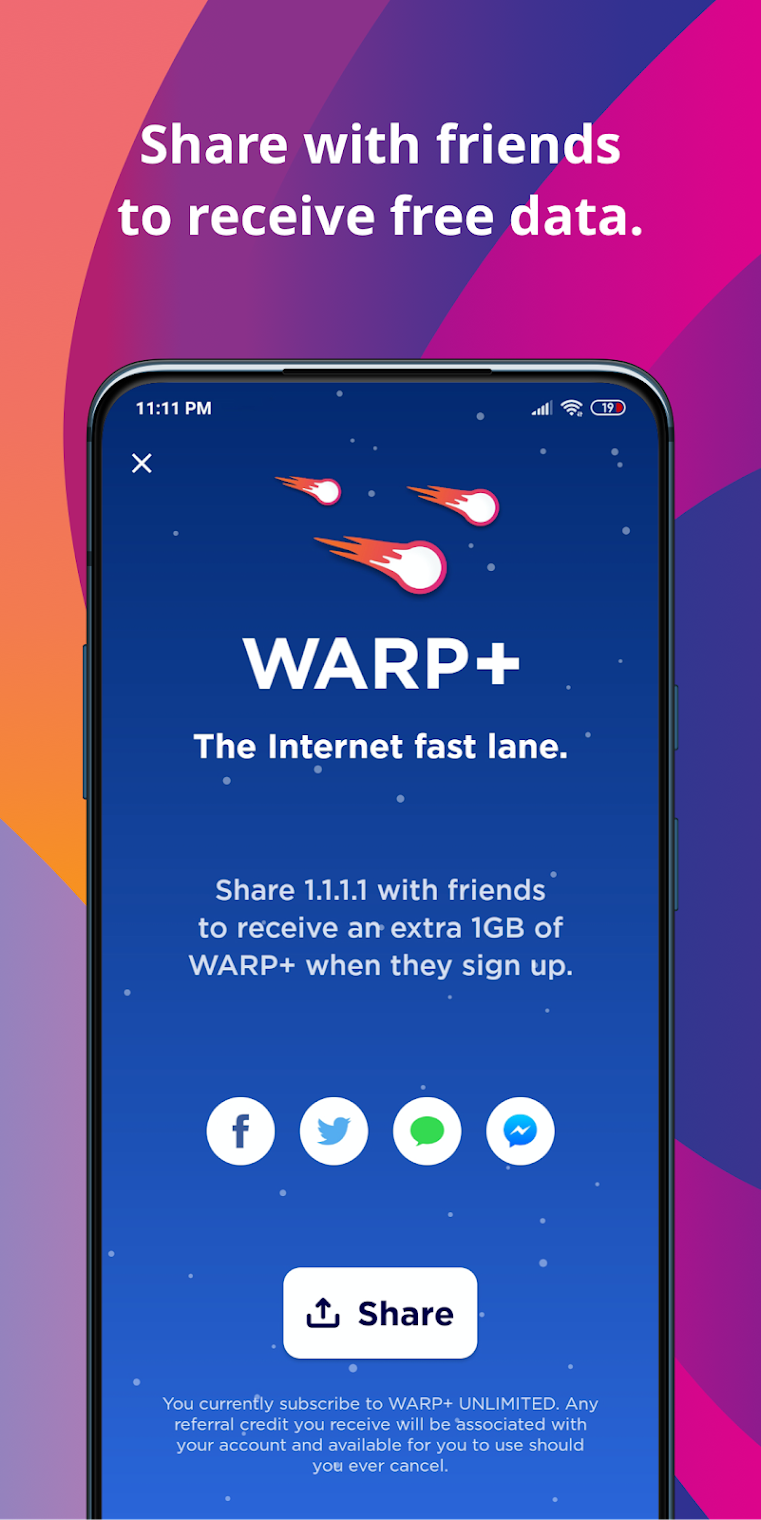 Share with friends
to receive free data.
11:11 PM
19
WARP+
The Internet fast lane.
Share 1.1.1.1 with friends
to receive an extra 1GB of
WARP+ when they sign up.
Share
You currently subscribe to WARP+ UNLIMITED. Any
referral credit you receive will be associated with
your account and available for you to use should
you ever cancel.